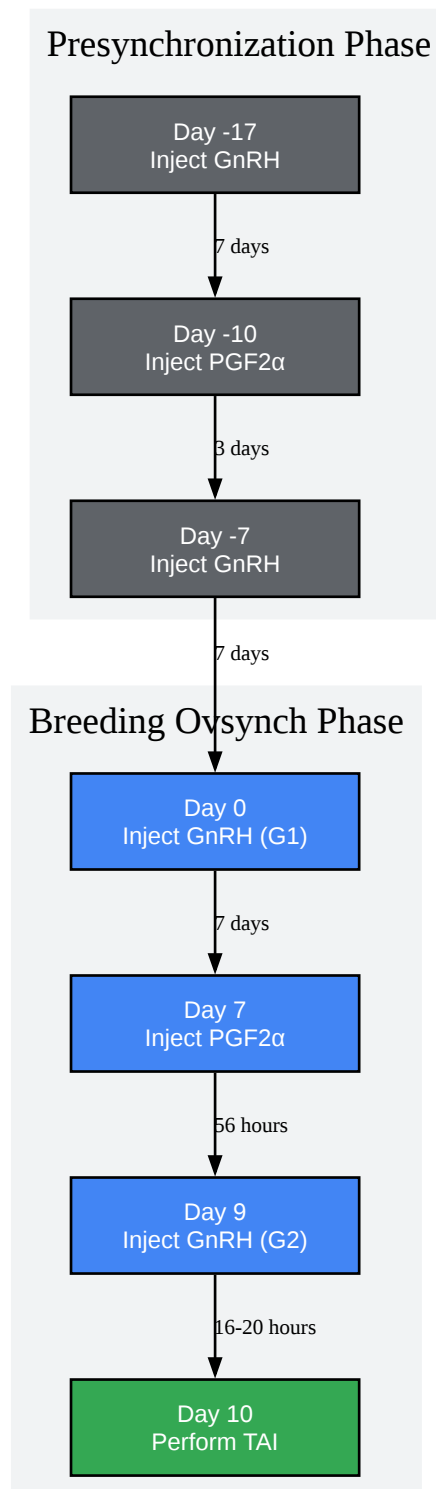 Presynchronization Phase
Day -17
Inject GnRH
7 days
Day -10
Inject PGF2α
3 days
Day -7
Inject GnRH
7 days
Breeding Ovsynch Phase
Day 0
Inject GnRH (G1)
7 days
Day 7
Inject PGF2α
56 hours
Day 9
Inject GnRH (G2)
16-20 hours
Day 10
Perform TAI